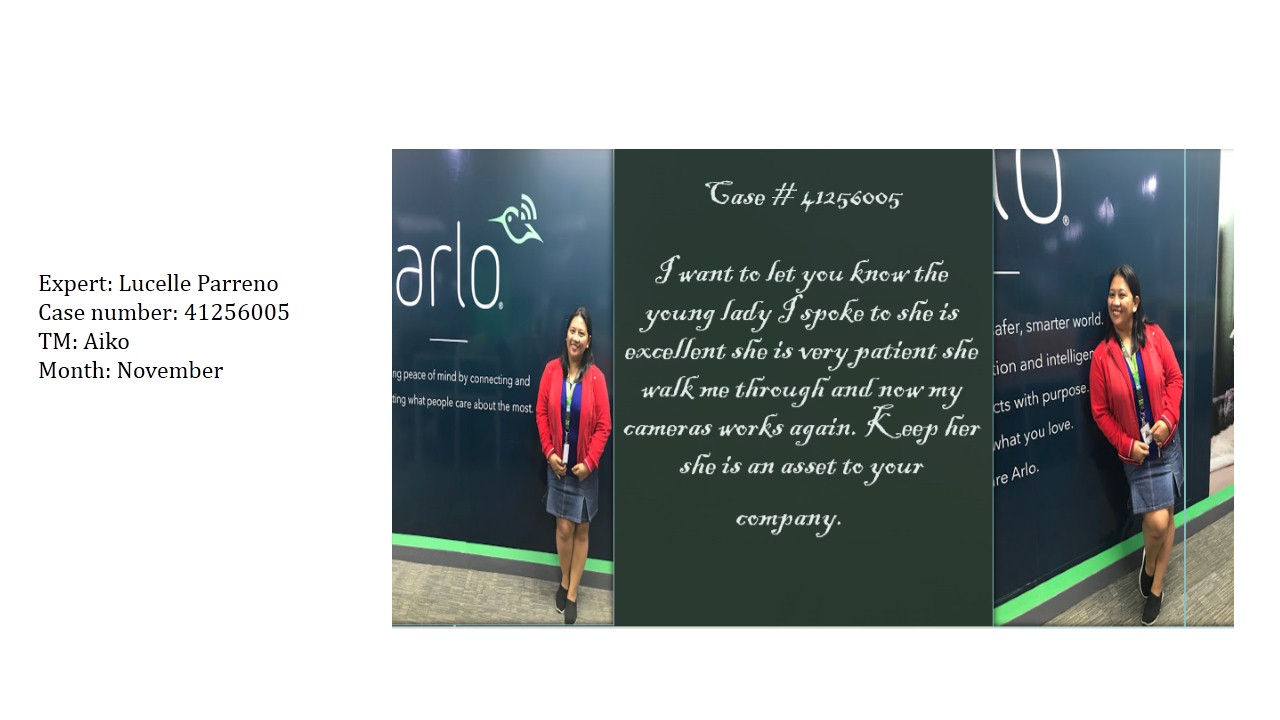 Expert: Lucelle Parreno
Case number: 41256005
TM: Aiko
Month: November
arlo
ng peace of mind by connecting and
ting what people care about the most.
Case # 41256005
I want to let you know the
young lady I spoke to she is
excellent she is very patient she
walk me through and now my
cameras works again. Keep her
she is an asset to your
company.
lo
afer, smarter world.
tion and intelligen
cts with purpose.
what you love.
re Arlo.